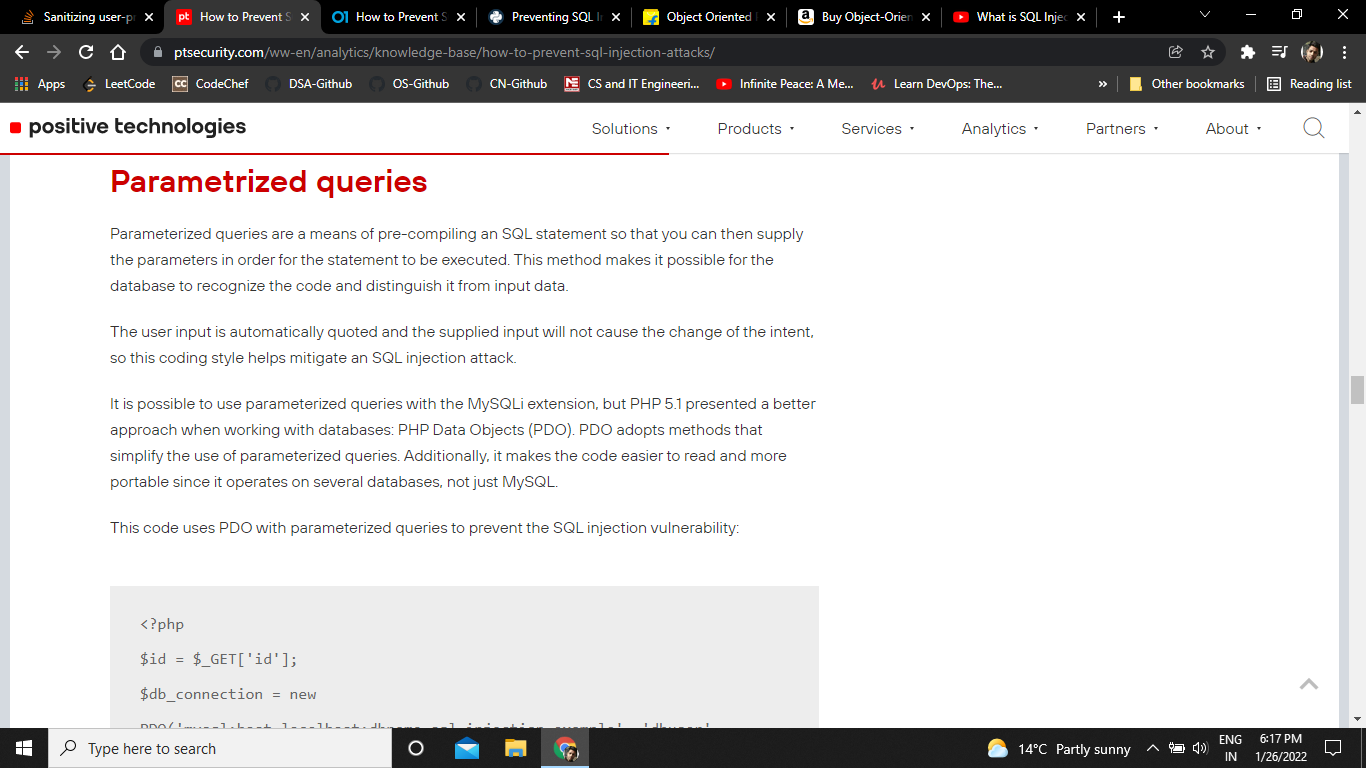 Sanitizing user-p
How to Prevent S
How to Prevent S
Preventing SQL I
Object Oriented
Buy Object-Orien
What is SQL Injec
ptsecurity.com/ww-en/analytics/knowledge-base/how-to-prevent-sql-injection-attacks/
Apps
LeetCode
CodeChef
DSA-Github
OS-Github
CN-Github
CS and IT Engineeri...
Infinite Peace: A Me...
Learn DevOps: The...
»
Other bookmarks
Reading list
positive technologies
Solutions
Products
Services
Analytics
Partners
About
Parametrized queries
Parameterized queries are a means of pre-compiling an SQL statement so that you can then supply
the parameters in order for the statement to be executed. This method makes it possible for the
database to recognize the code and distinguish it from input data.
The user input is automatically quoted and the supplied input will not cause the change of the intent,
so this coding style helps mitigate an SQL injection attack.
It is possible to use parameterized queries with the MySQLi extension, but PHP 5.1 presented a better
approach when working with databases: PHP Data Objects (PDO). PDO adopts methods that
simplify the use of parameterized queries. Additionally, it makes the code easier to read and more
portable since it operates on several databases, not just MySQL.
This code uses PDO with parameterized queries to prevent the SQL injection vulnerability:
<?php
$id = $_GET['id'];
$db_connection = new
Type here to search
14°C Partly sunny
ENG
IN
6:17 PM
1/26/2022